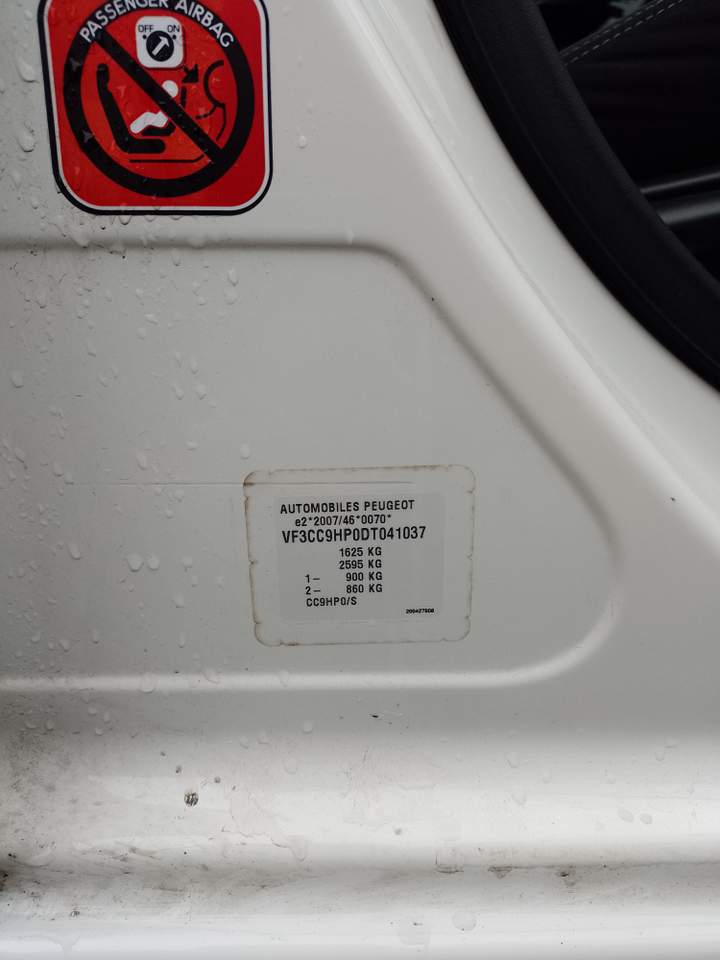 PASSENGER AIRBAG
OFF ON
AUTOMOBILES PEUGEOT
e2*2007/46*0070*
VF3CC9HP0DT041037
1625 KG
2595 KG
1– 900 KG
2– 860 KG
CC9HP0/S